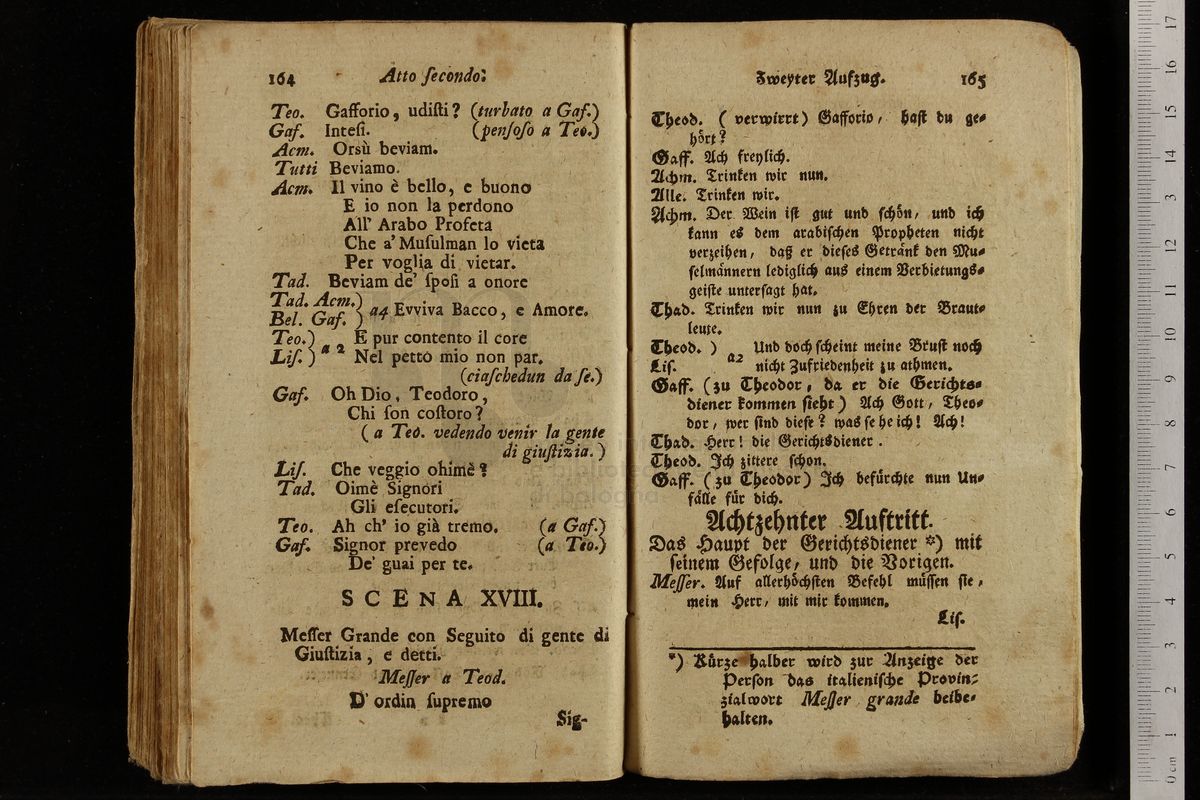 164 Atto ſecondo:
Teo. Gafforio, udiſti? (turbato a Gaf.)
Gaf. Inteſi. (penſoſo a Teo.)
Acm. Orsù beviam.
Tutti Beviamo.
Acm. Il vino è bello, e buono
E io non la perdono
All' Arabo Profeta
Che a' Muſulman lo vieta
Per voglia di vietar.
Tad. Beviam de' ſpoſi a onore
Tad. Acm.)
Bel. Gaf. ) a4 Evviva Bacco, e Amore.
Teo.) a 2 E pur contento il core
Liſ. ) Nel petto mio non par.
(ciaſchedun da ſe.)
Gaf. Oh Dio, Teodoro,
Chi ſon coſtoro?
( a Teo. vedendo venir la gente
di giuſtizia. )
Liſ. Che veggio ohimè?
Tad. Oimè Signori
Gli eſecutori.
Teo. Ah ch' io già tremo. (a Gaf.)
Gaf. Signor prevedo (a Teo.)
De' guai per te.
SCENA XVIII.
Meſſer Grande con Seguito di gente di
Giuſtizia, e detti.
Meſſer a Teod.
D' ordin ſupremo
Sig-
Zweyter Aufzug. 165
Theod. ( verwirrt) Gafforio, haſt du ge-
hört?
Gaff. Ach freylich.
Achm. Trinken wir nun.
Alle. Trinken wir.
Achm. Der Wein iſt gut und ſchön, und ich
kann es dem arabiſchen Propheten nicht
verzeihen, daß er dieſes Getränk den Mu-
ſelmännern lediglich aus einem Verbietungs-
geiſte unterſagt hat.
Thad. Trinken wir nun zu Ehren der Braut-
leute.
Theod. ) a2 Und doch ſcheint meine Bruſt noch
Liſ. nicht Zufriedenheit zu athmen.
Gaff. (zu Theodor, da er die Gerichts-
diener kommen ſieht) Ach Gott, Theo-
dor, wer ſind dieſe? was ſehe ich! Ach!
Thad. Herr! die Gerichtsdiener.
Theod. Ich zittere ſchon.
Gaff. (zu Theodor) Ich befürchte nun Un-
fälle für dich.
Achtzehnter Auftritt.
Das Haupt der Gerichtsdiener *) mit
ſeinem Gefolge, und die Vorigen.
Meſſer. Auf allerhöchſten Befehl müſſen ſie,
mein Herr, mit mir kommen.
Liſ.
*) Kürze halber wird zur Anzeige der
Perſon das italieniſche Provin-
zialwort Meſſer grande beibe-
halten.